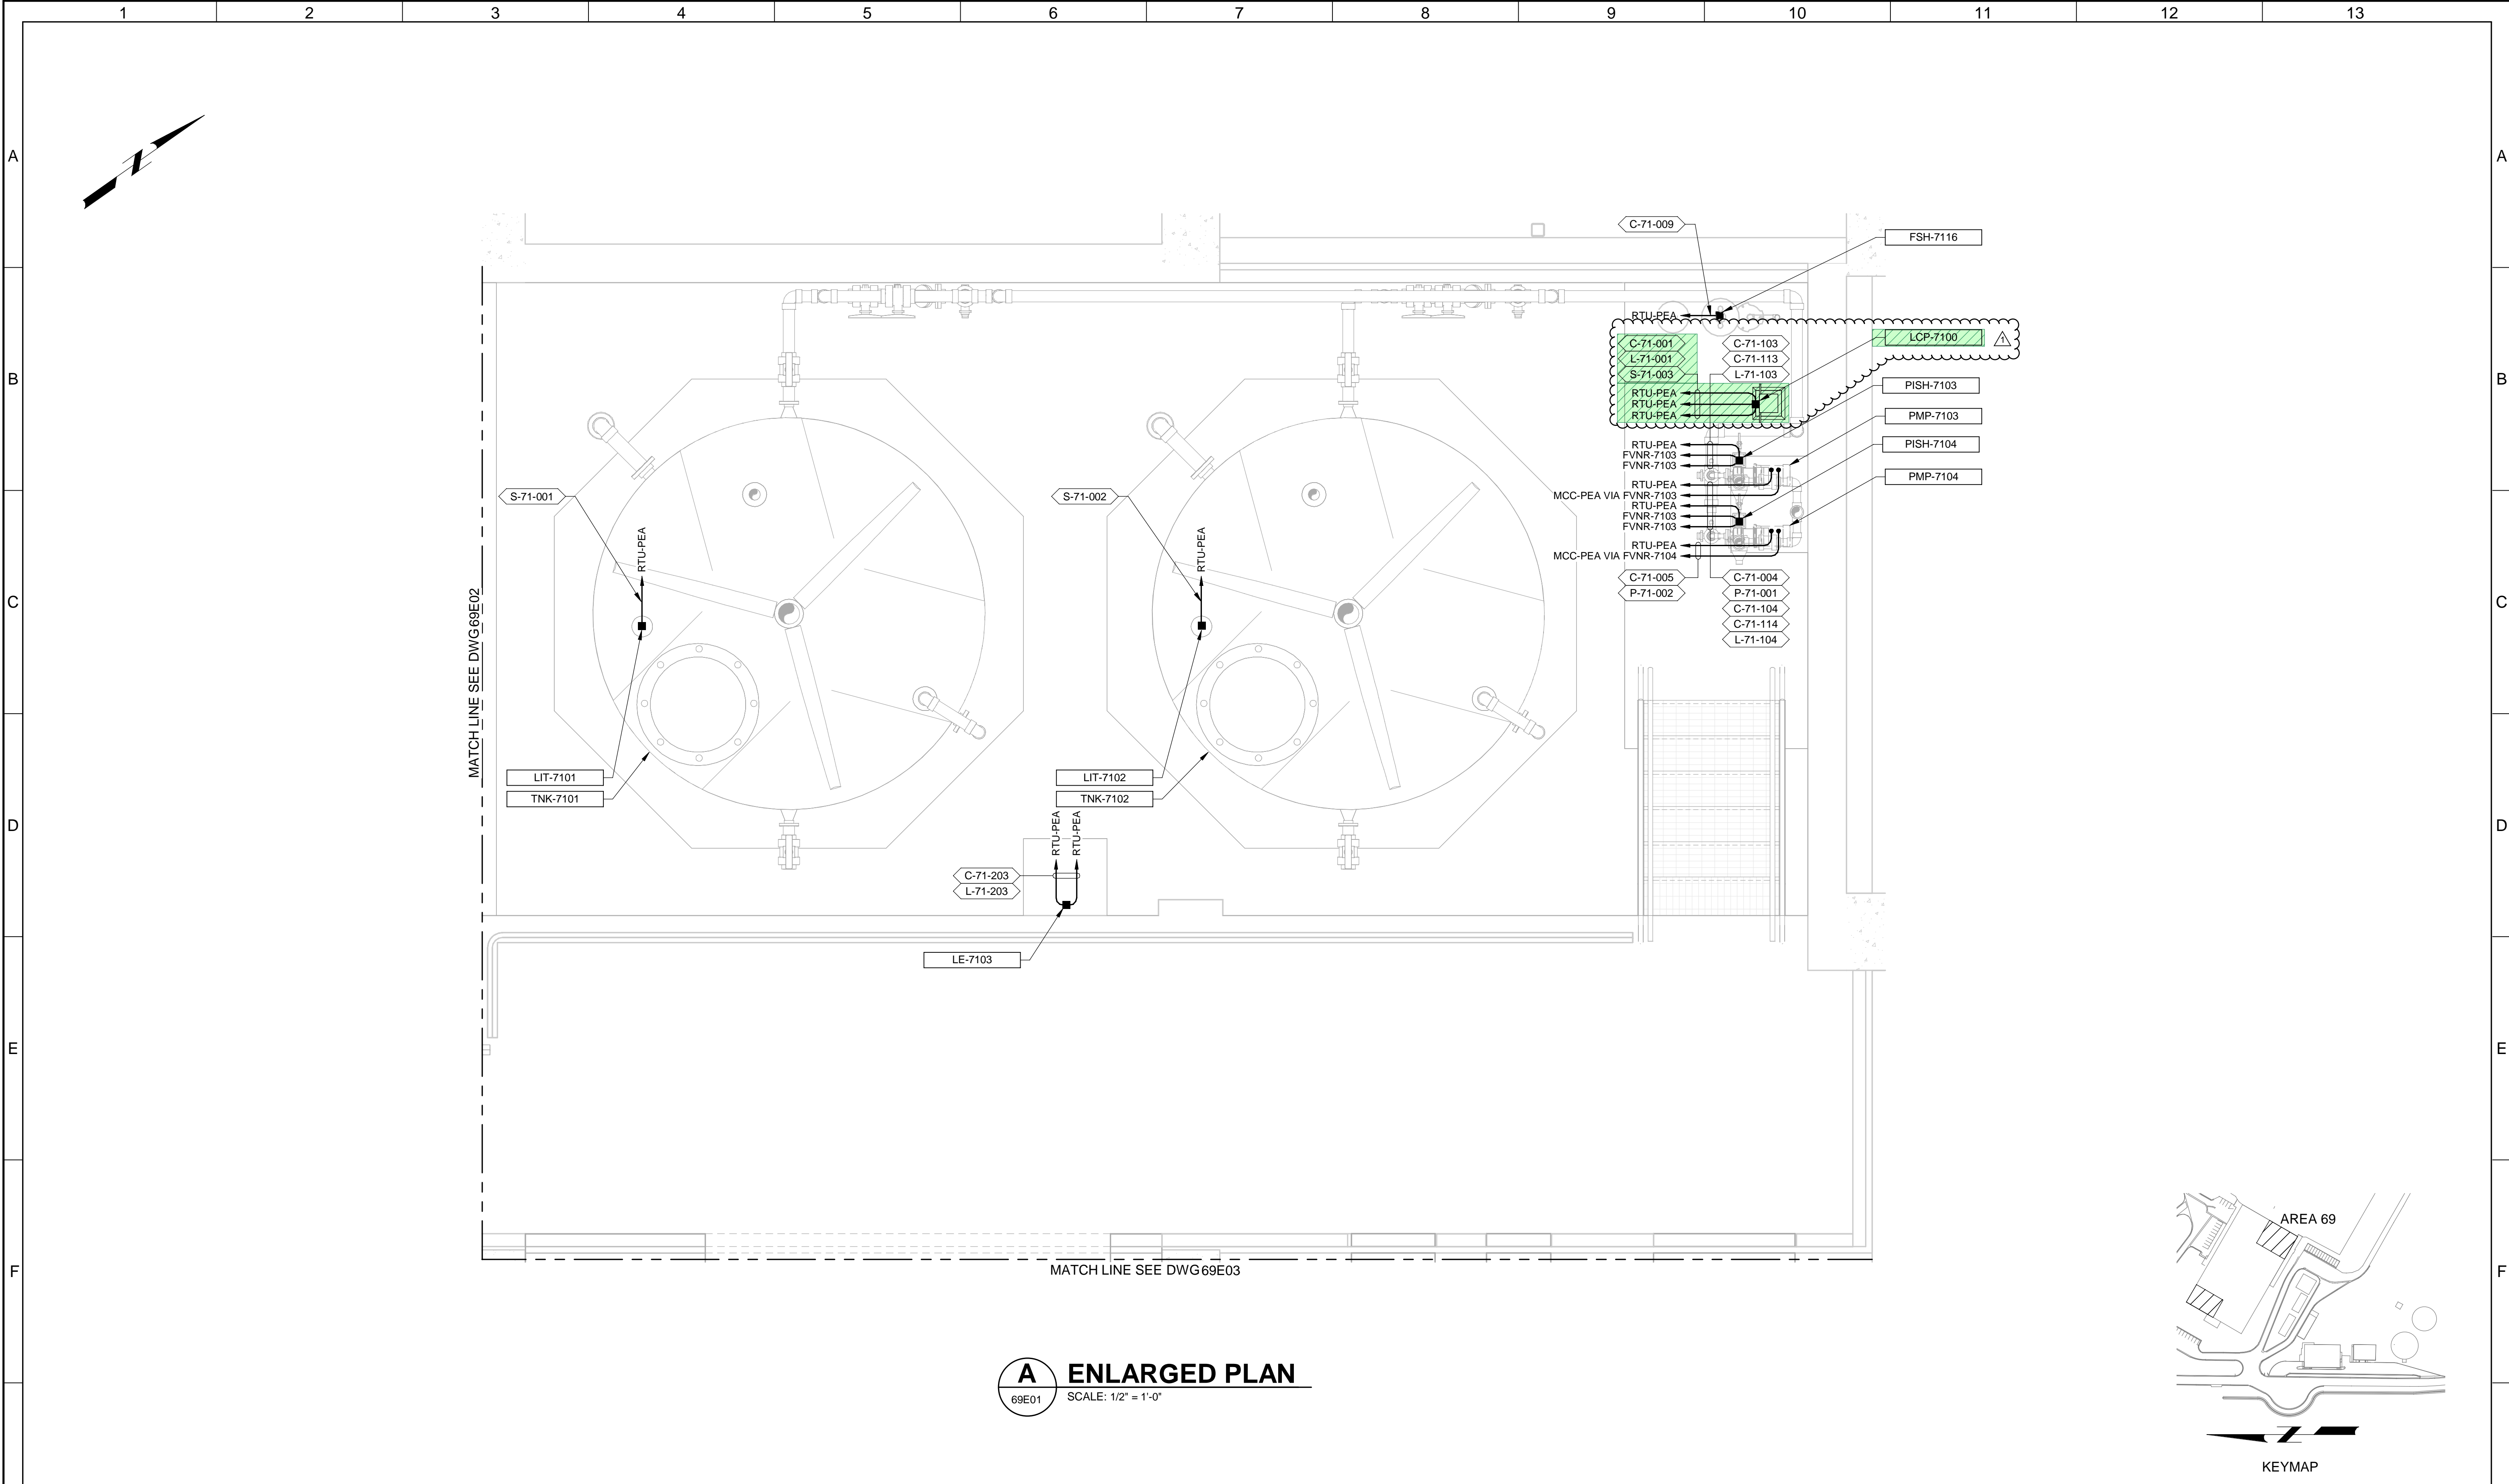 1 2 3 4 5 6 7 8 9 10 11 12 13
A A
B B
C C
D D
E E
F F
C-71-009
FSH-7116
RTU-PEA
C-71-001 C-71-103
L-71-001 C-71-113
S-71-003 L-71-103
LCP-7100 1
RTU-PEA
RTU-PEA
RTU-PEA
PISH-7103
PMP-7103
PISH-7104
PMP-7104
RTU-PEA
FVNR-7103
FVNR-7103
RTU-PEA
MCC-PEA VIA FVNR-7103
RTU-PEA
FVNR-7103
FVNR-7103
RTU-PEA
MCC-PEA VIA FVNR-7104
C-71-005 C-71-004
P-71-002 P-71-001
C-71-104
C-71-114
L-71-104
S-71-001
RTU-PEA
S-71-002
RTU-PEA
MATCH LINE SEE DWG 69E02
LIT-7101
TNK-7101
LIT-7102
TNK-7102
RTU-PEA
RTU-PEA
C-71-203
L-71-203
LE-7103
MATCH LINE SEE DWG 69E03
AREA 69
KEYMAP
A ENLARGED PLAN
69E01 SCALE: 1/2" = 1'-0"